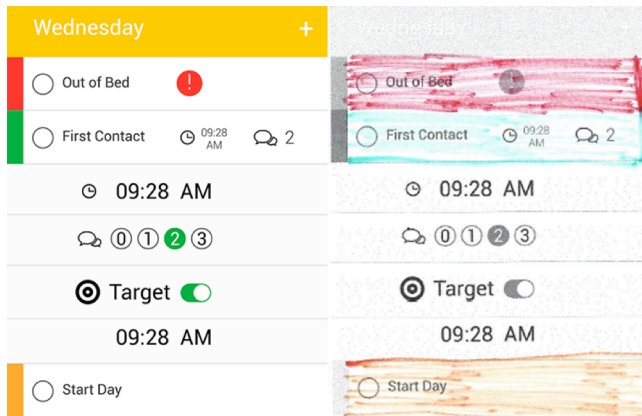 Wednesday +
Out of Bed !
First Contact 09:28 AM 2
09:28 AM
0 1 2 3
Target
09:28 AM
Start Day
Wednesday
Out of Bed !
First Contact 09:28 AM 2
09:28 AM
0 1 2 3
Target
09:28 AM
Start Day